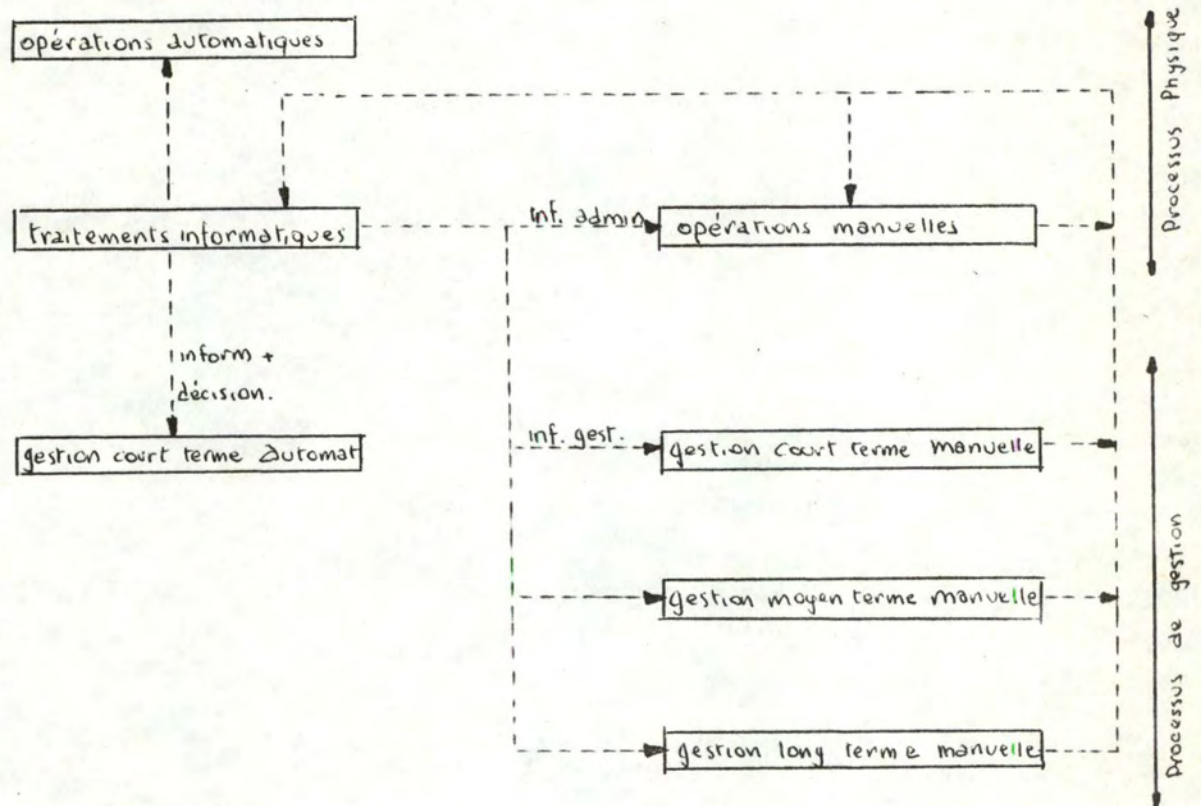 opérations automatiques
Processus Physique
traitements informatiques
inf. admin
opérations manuelles
inform +
décision.
gestion court terme automat
inf. gest.
gestion court terme manuelle
gestion moyen terme manuelle
gestion long terme manuelle
Processus de gestion